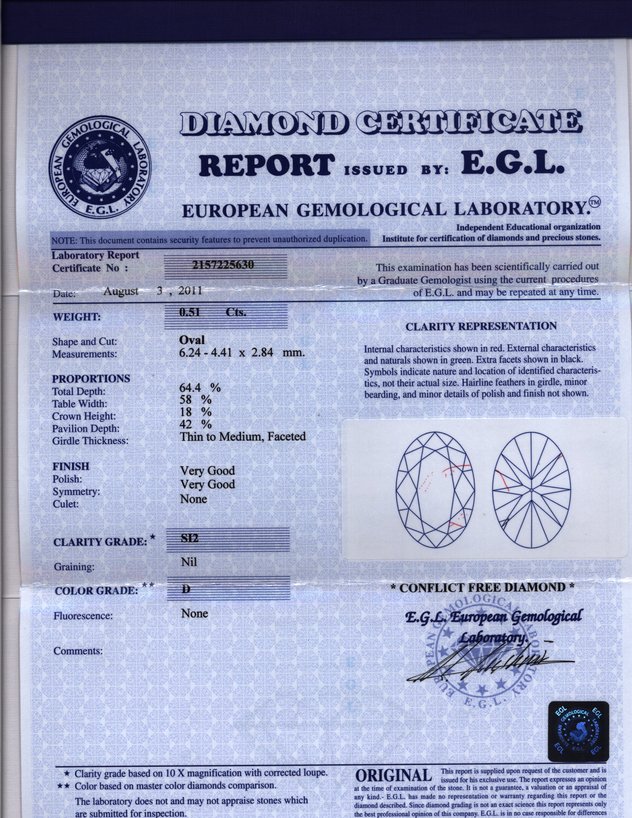 EUROPEAN GEMOLOGICAL LABORATORY
E.G.L.
DIAMOND CERTIFICATE
REPORT ISSUED BY: E.G.L.
EUROPEAN GEMOLOGICAL LABORATORY.™
Independent Educational organization
Institute for certification of diamonds and precious stones.
NOTE: This document contains security features to prevent unauthorized duplication.
Laboratory Report
Certificate No : 2157225630
Date: August 3 , 2011
This examination has been scientifically carried out
by a Graduate Gemologist using the current procedures
of E.G.L. and may be repeated at any time.
WEIGHT: 0.51 Cts.
Shape and Cut: Oval
Measurements: 6.24 - 4.41 x 2.84 mm.
PROPORTIONS
Total Depth: 64.4 %
Table Width: 58 %
Crown Height: 18 %
Pavilion Depth: 42 %
Girdle Thickness: Thin to Medium, Faceted
FINISH
Polish: Very Good
Symmetry: Very Good
Culet: None
CLARITY GRADE: * SI2
Graining: Nil
COLOR GRADE: ** D
Fluorescence: None
Comments:
CLARITY REPRESENTATION
Internal characteristics shown in red. External characteristics
and naturals shown in green. Extra facets shown in black.
Symbols indicate nature and location of identified characteris-
tics, not their actual size. Hairline feathers in girdle, minor
bearding, and minor details of polish and finish not shown.
* CONFLICT FREE DIAMOND *
E.G.L. European Gemological
Laboratory.
EUROPEAN GEMOLOGICAL LABORATORY
E.G.L.
EGL EGL
GEMOLOGICAL
E.G.L.
EGL EGL
★ Clarity grade based on 10 X magnification with corrected loupe.
★★ Color based on master color diamonds comparison.
The laboratory does not and may not appraise stones which
are submitted for inspection.
ORIGINAL This report is supplied upon request of the customer and is
issued for his exclusive use. The report expresses an opinion
at the time of examination of the stone. It is not a guarantee, a valuation or an appraisal of
any kind.- E.G.L. has made no representation or warranty regarding this report or the
diamond described. Since diamond grading is not an exact science this report represents only
the best professional opinion of this company. E.G.L. is in no case responsible for differences